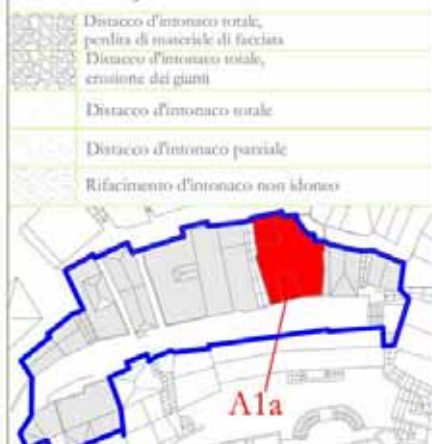 Distacco d'intonaco totale,
perdita di materiale di facciata
Distacco d'intonaco totale,
erosione dei giunti
Distacco d'intonaco totale
Distacco d'intonaco parziale
Rifacimento d'intonaco non idoneo
A1a